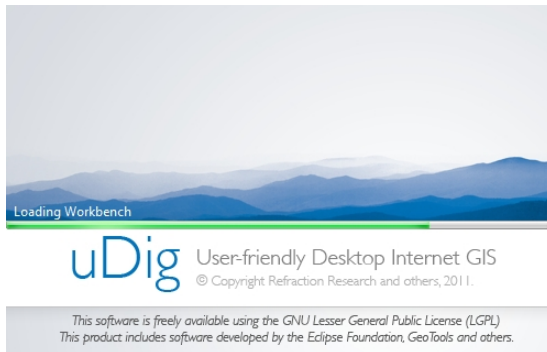 Loading Workbench
uDig User-friendly Desktop Internet GIS
© Copyright Refraction Research and others, 2011.
This software is freely available using the GNU Lesser General Public License (LGPL)
This product includes software developed by the Eclipse Foundation, GeoTools and others.